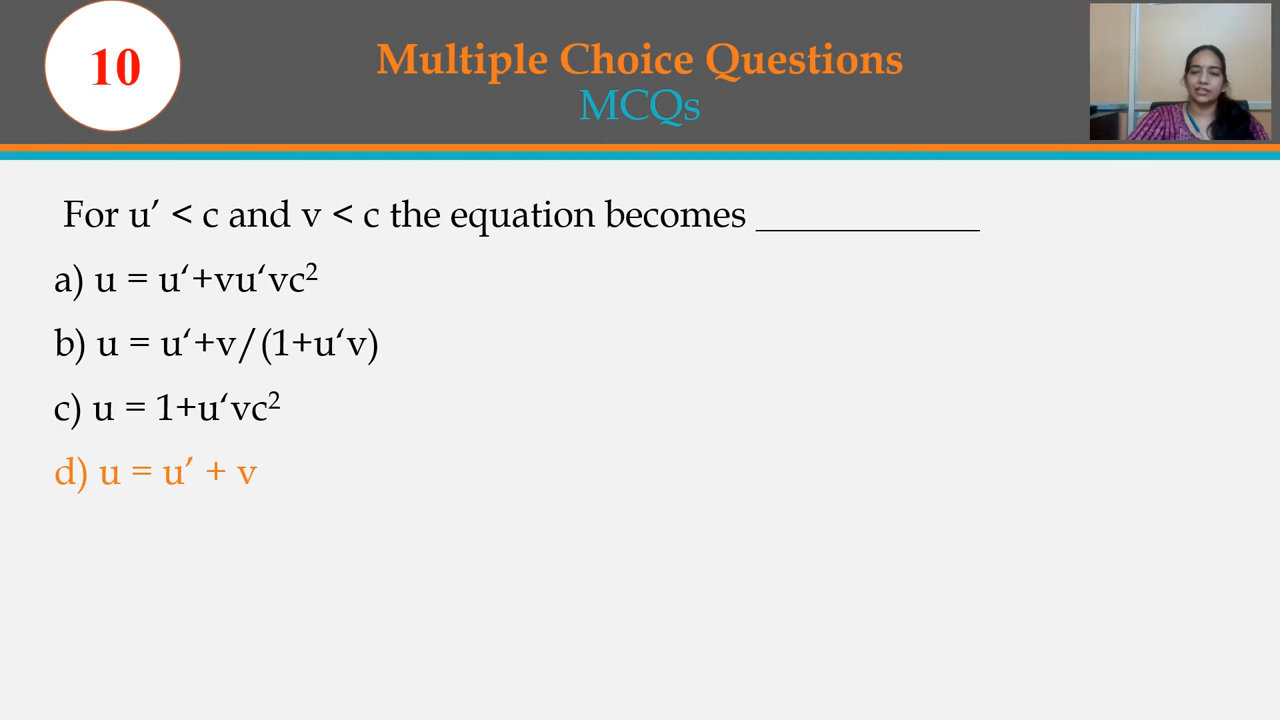 10
Multiple Choice Questions
MCQs
For u’ < c and v < c the equation becomes ____________
a) u = u‘+vu‘vc²
b) u = u‘+v/(1+u‘v)
c) u = 1+u‘vc²
d) u = u’ + v